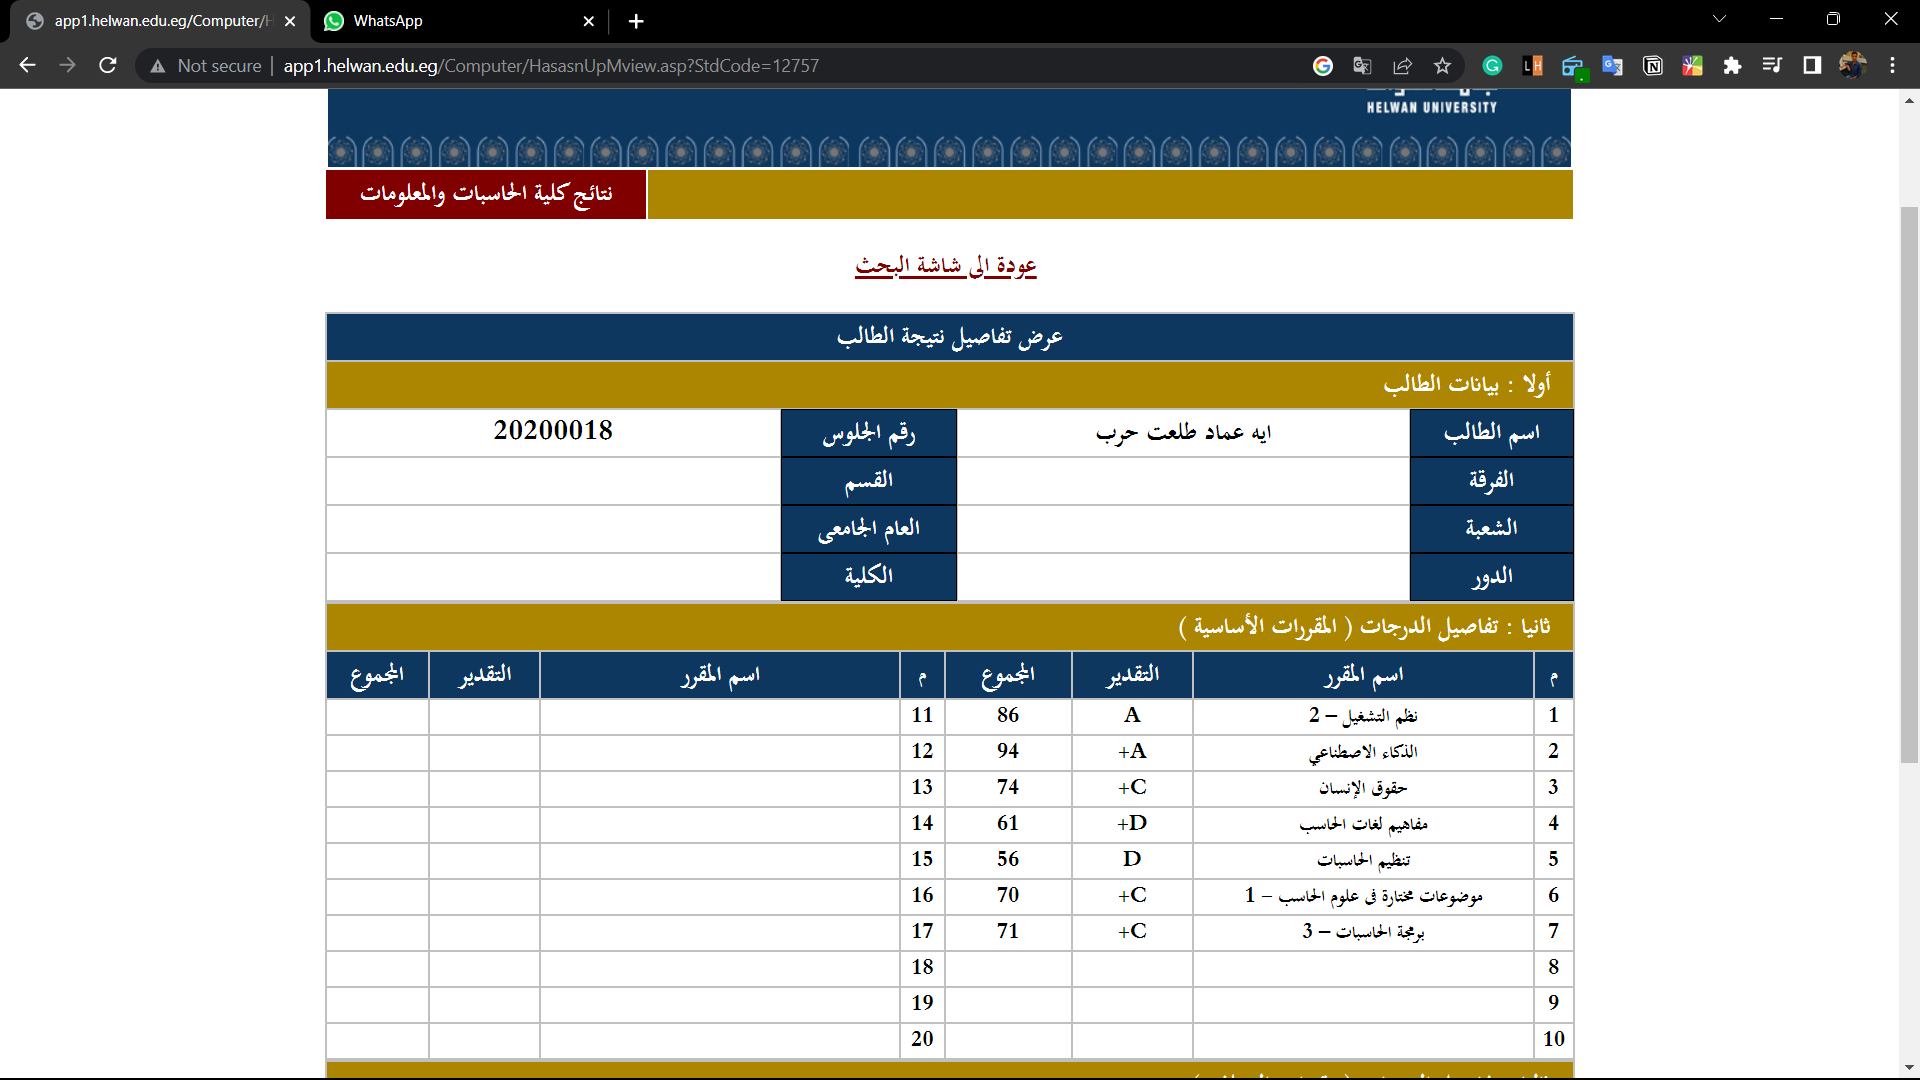 app1.helwan.edu.eg/Computer/H
WhatsApp
Not secure
app1.helwan.edu.eg/Computer/HasasnUpMview.asp?StdCode=12757
HELWAN UNIVERSITY
نتائج كلية الحاسبات والمعلومات
عودة الى شاشة البحث
عرض تفاصيل نتيجة الطالب
أولا : بيانات الطالب
اسم الطالب ايه عماد طلعت حرب رقم الجلوس 20200018
الفرقة القسم
الشعبة العام الجامعى
الدور الكلية
ثانيا : تفاصيل الدرجات ( المقررات الأساسية )
م اسم المقرر التقدير المجموع م اسم المقرر التقدير المجموع
1 نظم التشغيل – 2 A 86 11
2 الذكاء الاصطناعي A+ 94 12
3 حقوق الإنسان C+ 74 13
4 مفاهيم لغات الحاسب D+ 61 14
5 تنظيم الحاسبات D 56 15
6 موضوعات مختارة فى علوم الحاسب – 1 C+ 70 16
7 برمجة الحاسبات – 3 C+ 71 17
8 18
9 19
10 20